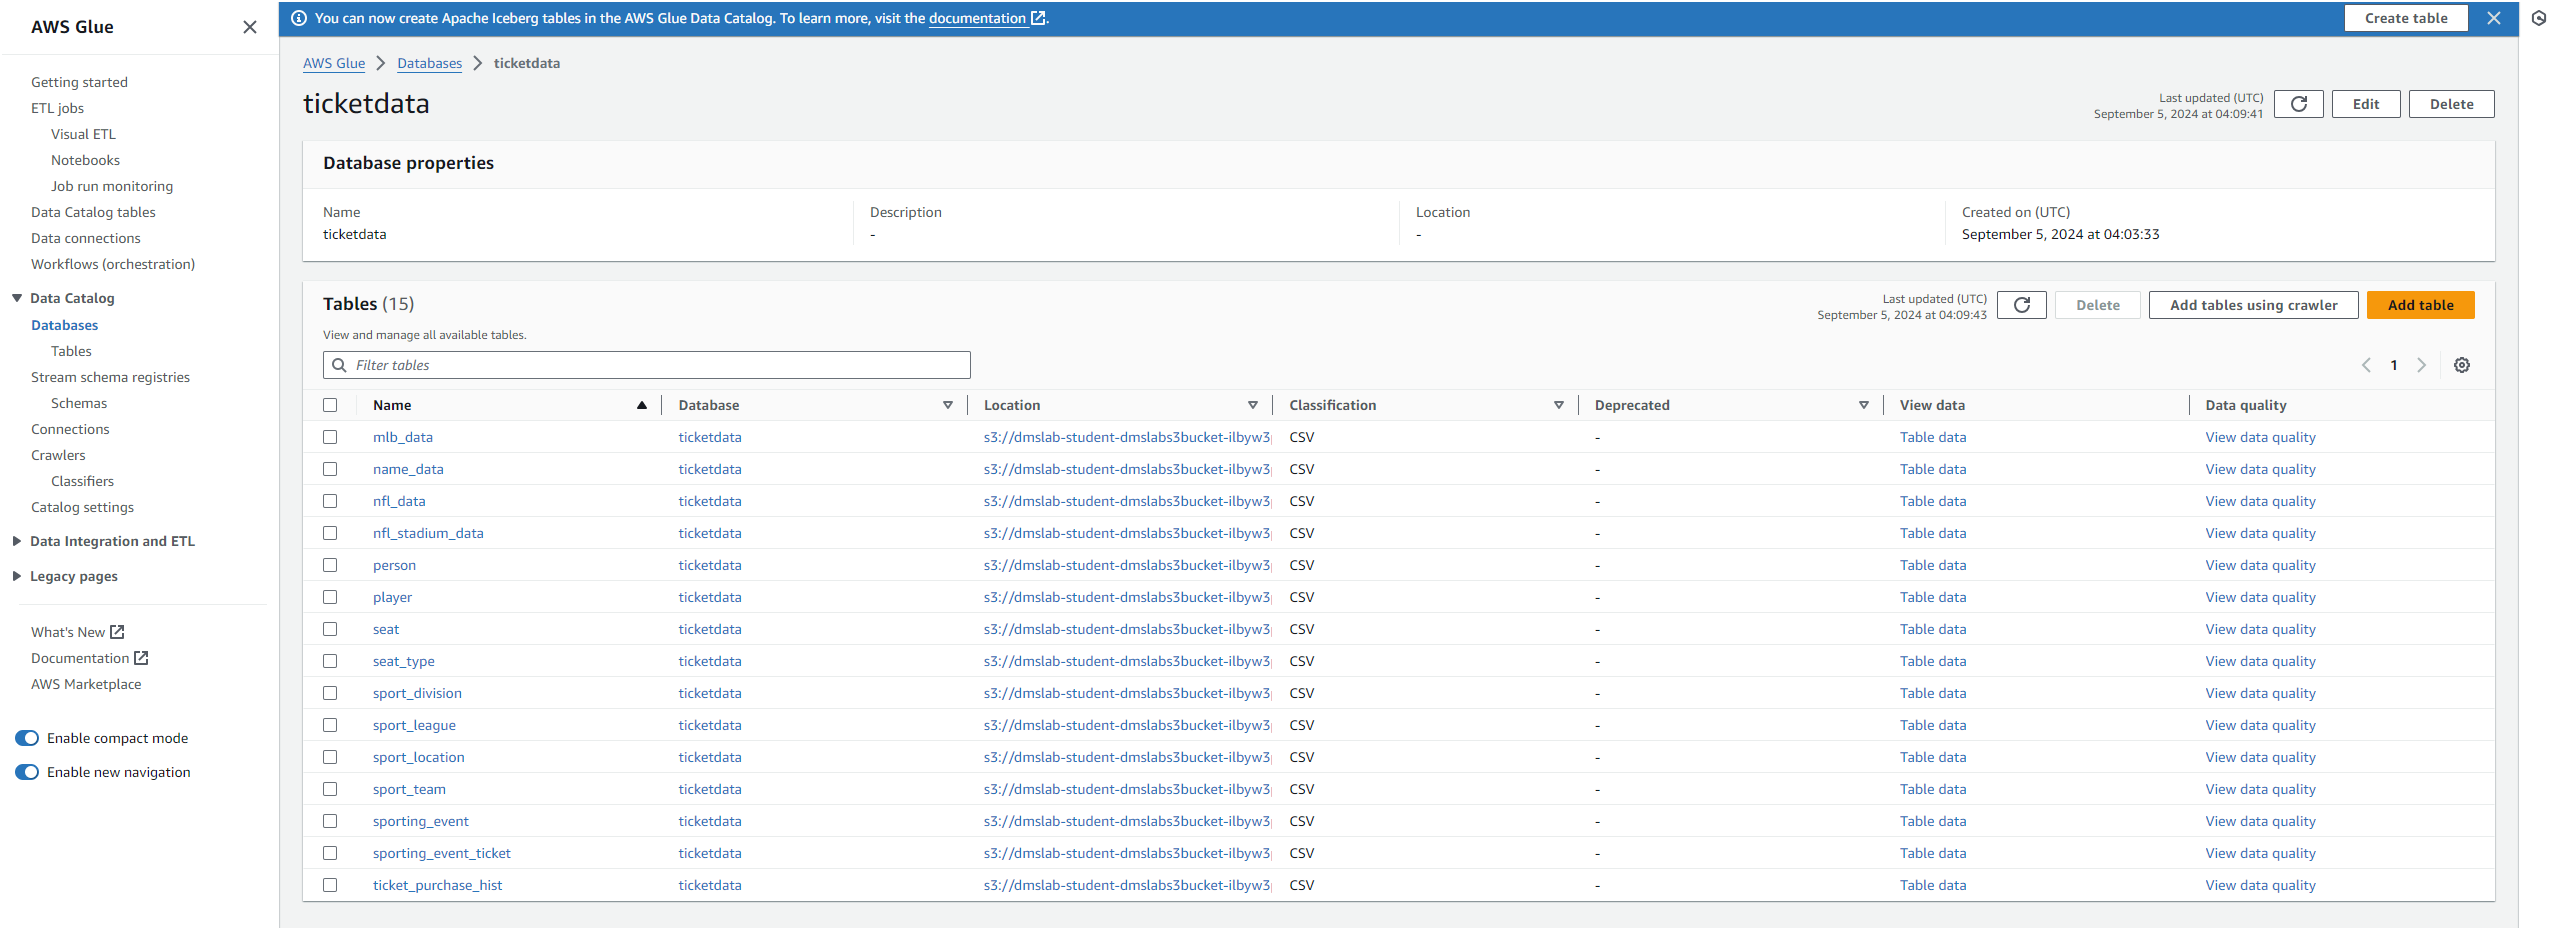 AWS Glue
Getting started
ETL jobs
Visual ETL
Notebooks
Job run monitoring
Data Catalog tables
Data connections
Workflows (orchestration)
Data Catalog
Databases
Tables
Stream schema registries
Schemas
Connections
Crawlers
Classifiers
Catalog settings
Data Integration and ETL
Legacy pages
What's New
Documentation
AWS Marketplace
Enable compact mode
Enable new navigation
You can now create Apache Iceberg tables in the AWS Glue Data Catalog. To learn more, visit the documentation .
Create table
AWS Glue > Databases > ticketdata
ticketdata
Last updated (UTC)
September 5, 2024 at 04:09:41
Edit
Delete
Database properties
Name
ticketdata
Description
-
Location
-
Created on (UTC)
September 5, 2024 at 04:03:33
Tables (15)
View and manage all available tables.
Last updated (UTC)
September 5, 2024 at 04:09:43
Delete
Add tables using crawler
Add table
Filter tables
1
Name Database Location Classification Deprecated View data Data quality
mlb_data ticketdata s3://dmslab-student-dmslabs3bucket-ilbyw3 CSV - Table data View data quality
name_data ticketdata s3://dmslab-student-dmslabs3bucket-ilbyw3 CSV - Table data View data quality
nfl_data ticketdata s3://dmslab-student-dmslabs3bucket-ilbyw3 CSV - Table data View data quality
nfl_stadium_data ticketdata s3://dmslab-student-dmslabs3bucket-ilbyw3 CSV - Table data View data quality
person ticketdata s3://dmslab-student-dmslabs3bucket-ilbyw3 CSV - Table data View data quality
player ticketdata s3://dmslab-student-dmslabs3bucket-ilbyw3 CSV - Table data View data quality
seat ticketdata s3://dmslab-student-dmslabs3bucket-ilbyw3 CSV - Table data View data quality
seat_type ticketdata s3://dmslab-student-dmslabs3bucket-ilbyw3 CSV - Table data View data quality
sport_division ticketdata s3://dmslab-student-dmslabs3bucket-ilbyw3 CSV - Table data View data quality
sport_league ticketdata s3://dmslab-student-dmslabs3bucket-ilbyw3 CSV - Table data View data quality
sport_location ticketdata s3://dmslab-student-dmslabs3bucket-ilbyw3 CSV - Table data View data quality
sport_team ticketdata s3://dmslab-student-dmslabs3bucket-ilbyw3 CSV - Table data View data quality
sporting_event ticketdata s3://dmslab-student-dmslabs3bucket-ilbyw3 CSV - Table data View data quality
sporting_event_ticket ticketdata s3://dmslab-student-dmslabs3bucket-ilbyw3 CSV - Table data View data quality
ticket_purchase_hist ticketdata s3://dmslab-student-dmslabs3bucket-ilbyw3 CSV - Table data View data quality